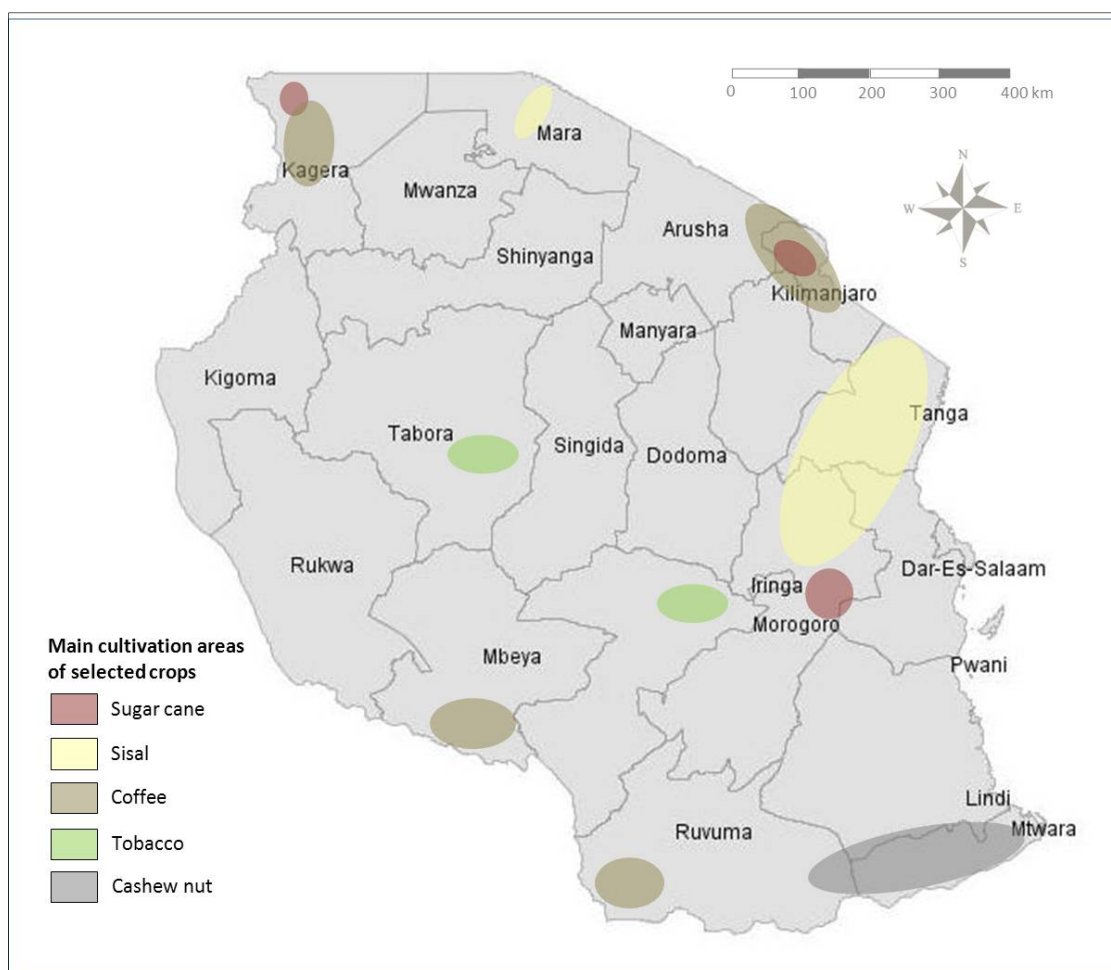 0 100 200 300 400 km
N
W E
S
Mara
Kagera
Mwanza
Arusha
Shinyanga
Kilimanjaro
Manyara
Kigoma
Tanga
Tabora
Singida
Dodoma
Rukwa
Dar-Es-Salaam
Iringa
Morogoro
Mbeya
Pwani
Lindi
Mtwara
Ruvuma
Main cultivation areas
of selected crops
Sugar cane
Sisal
Coffee
Tobacco
Cashew nut